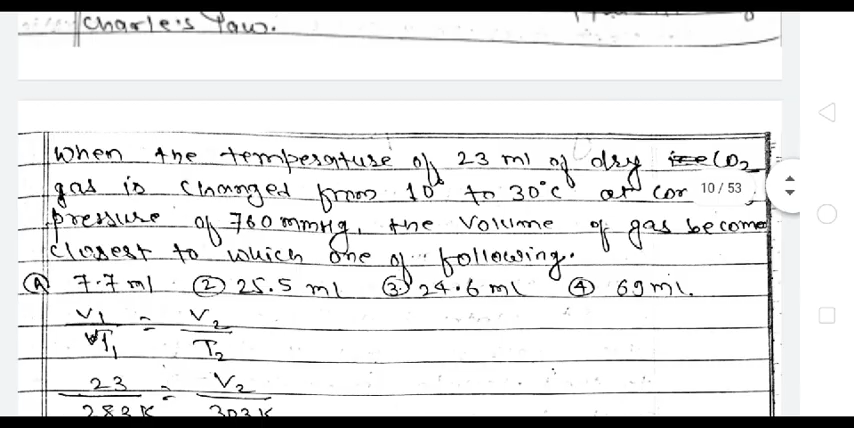 Charle's law.
When the temperature of 23 ml of dry CO2
gas is changed from 10° to 30°C at con
10 / 53
pressure of 760 mmHg, the volume of gas become
closest to which one of following.
A 7.7 ml ② 25.5 ml ③ 24.6 ml ④ 69 ml.
V1/T1 = V2/T2
23/283K = V2/303K